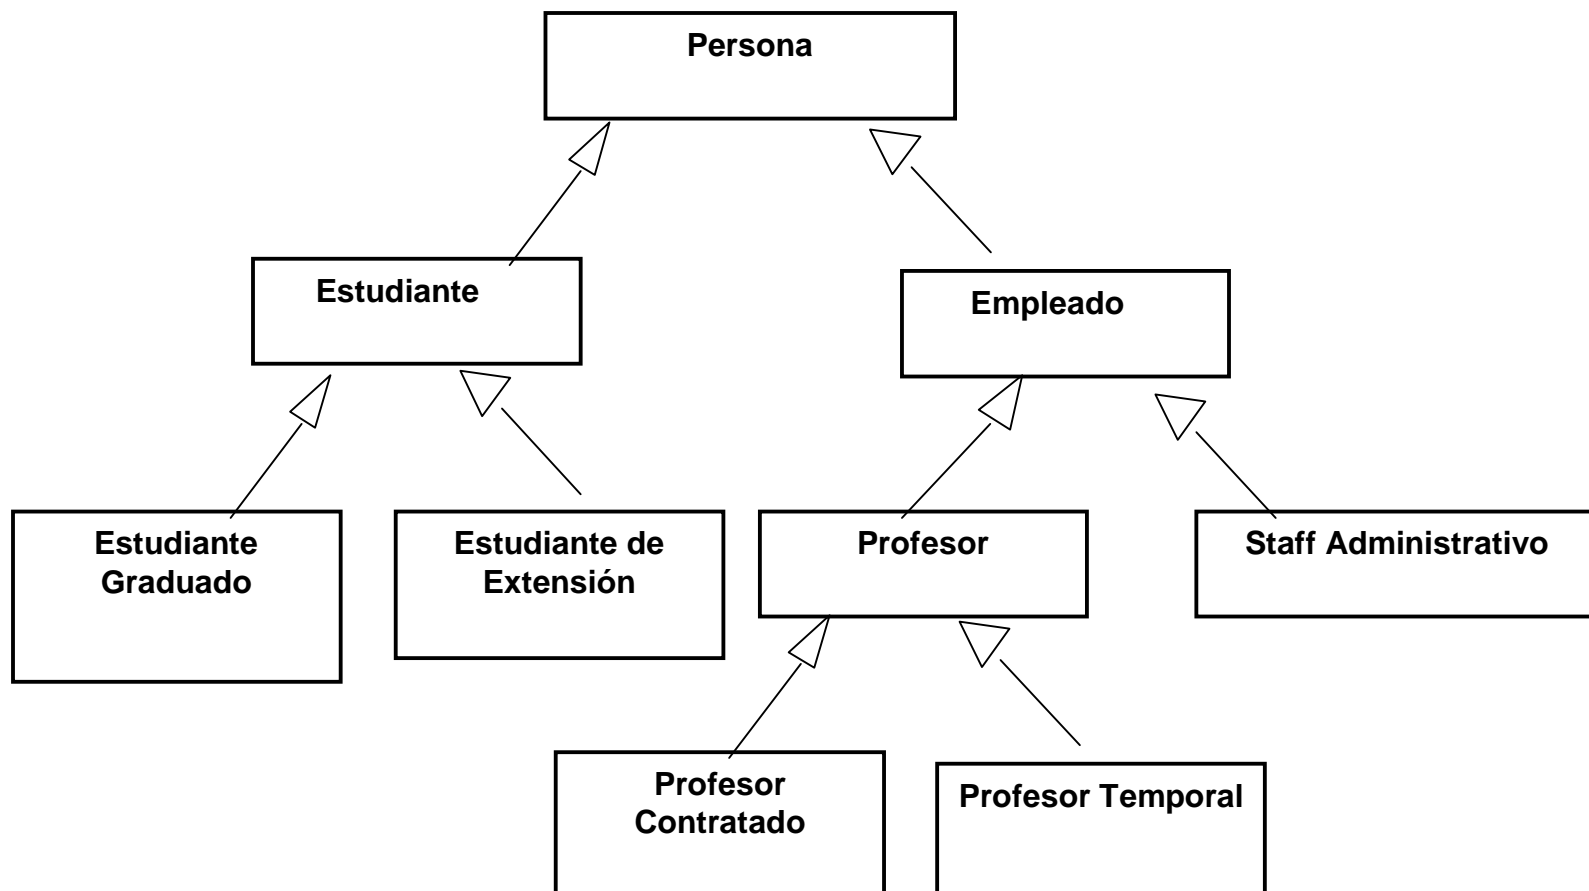 Persona
Estudiante
Empleado
Estudiante
Graduado
Estudiante de
Extensión
Profesor
Staff Administrativo
Profesor
Contratado
Profesor Temporal